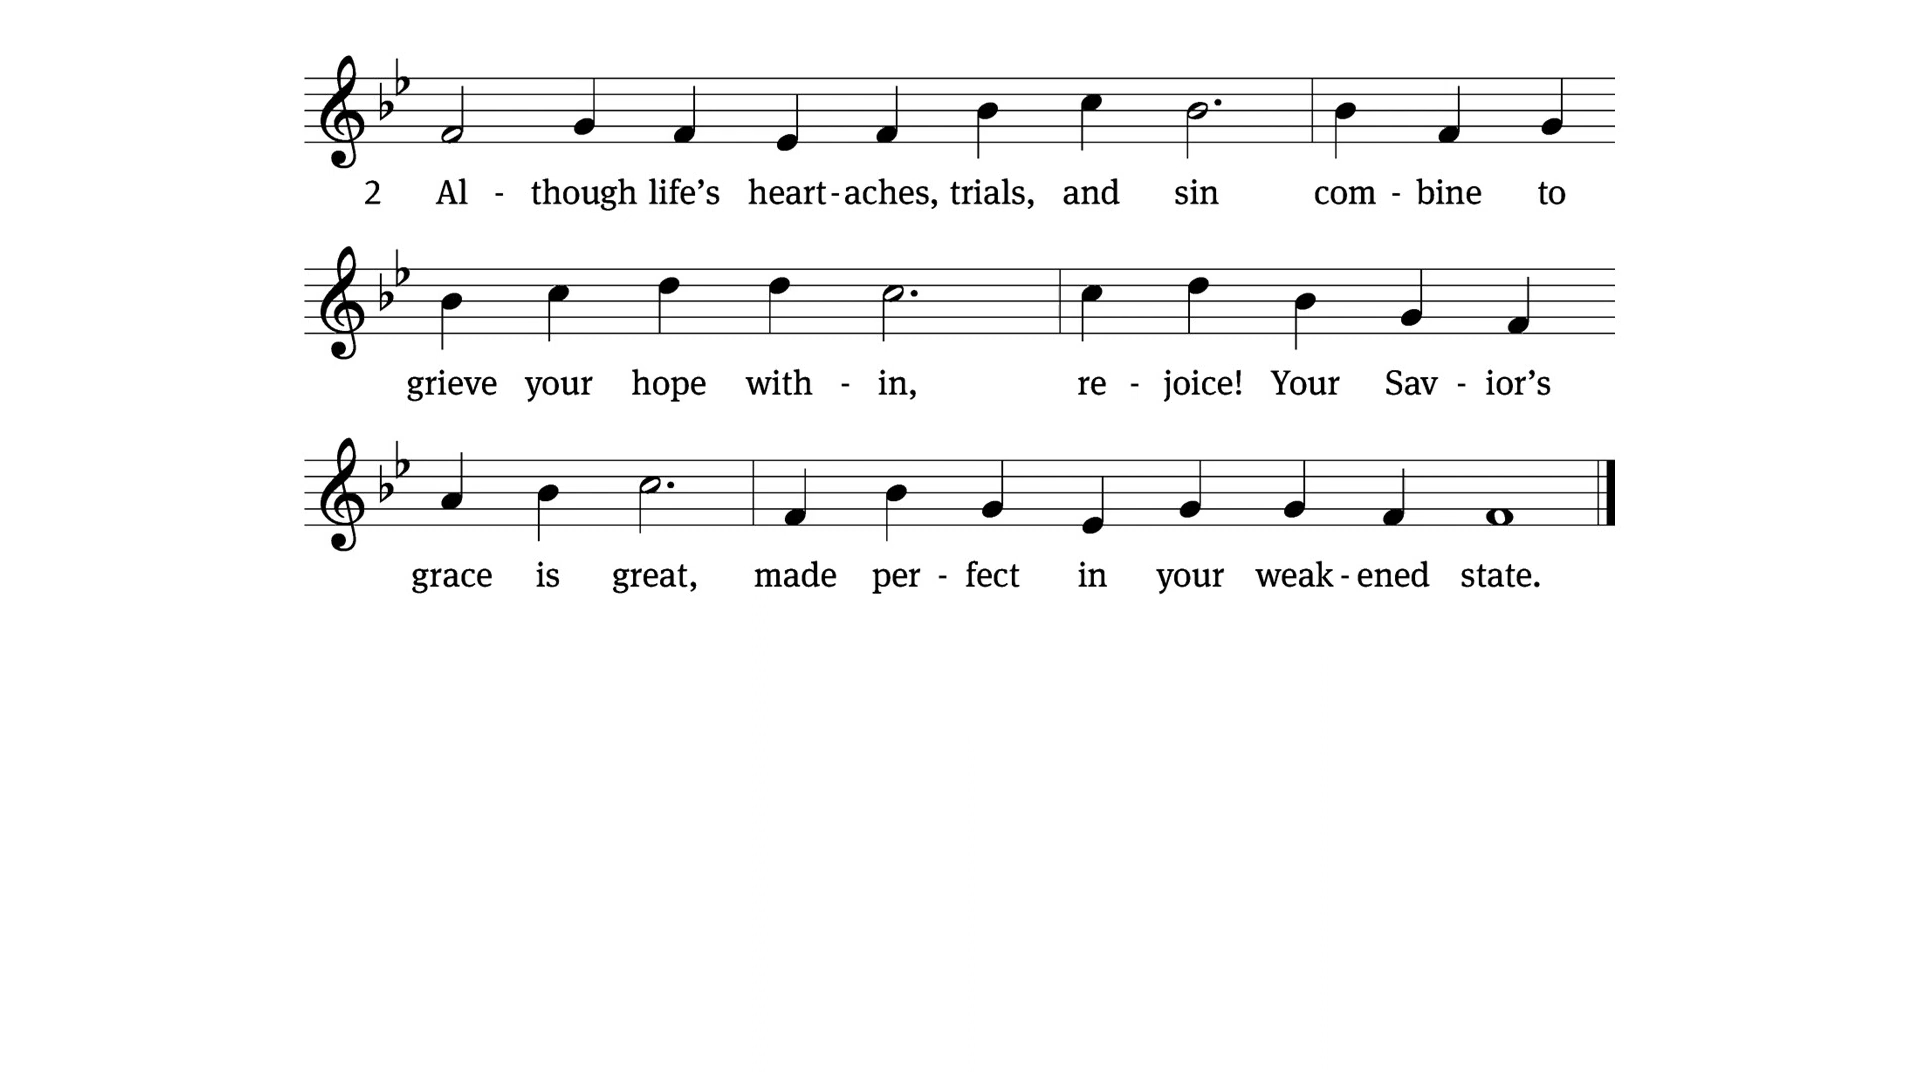 2 Al - though life’s heart - aches, trials, and sin com - bine to
grieve your hope with - in, re - joice! Your Sav - ior’s
grace is great, made per - fect in your weak - ened state.